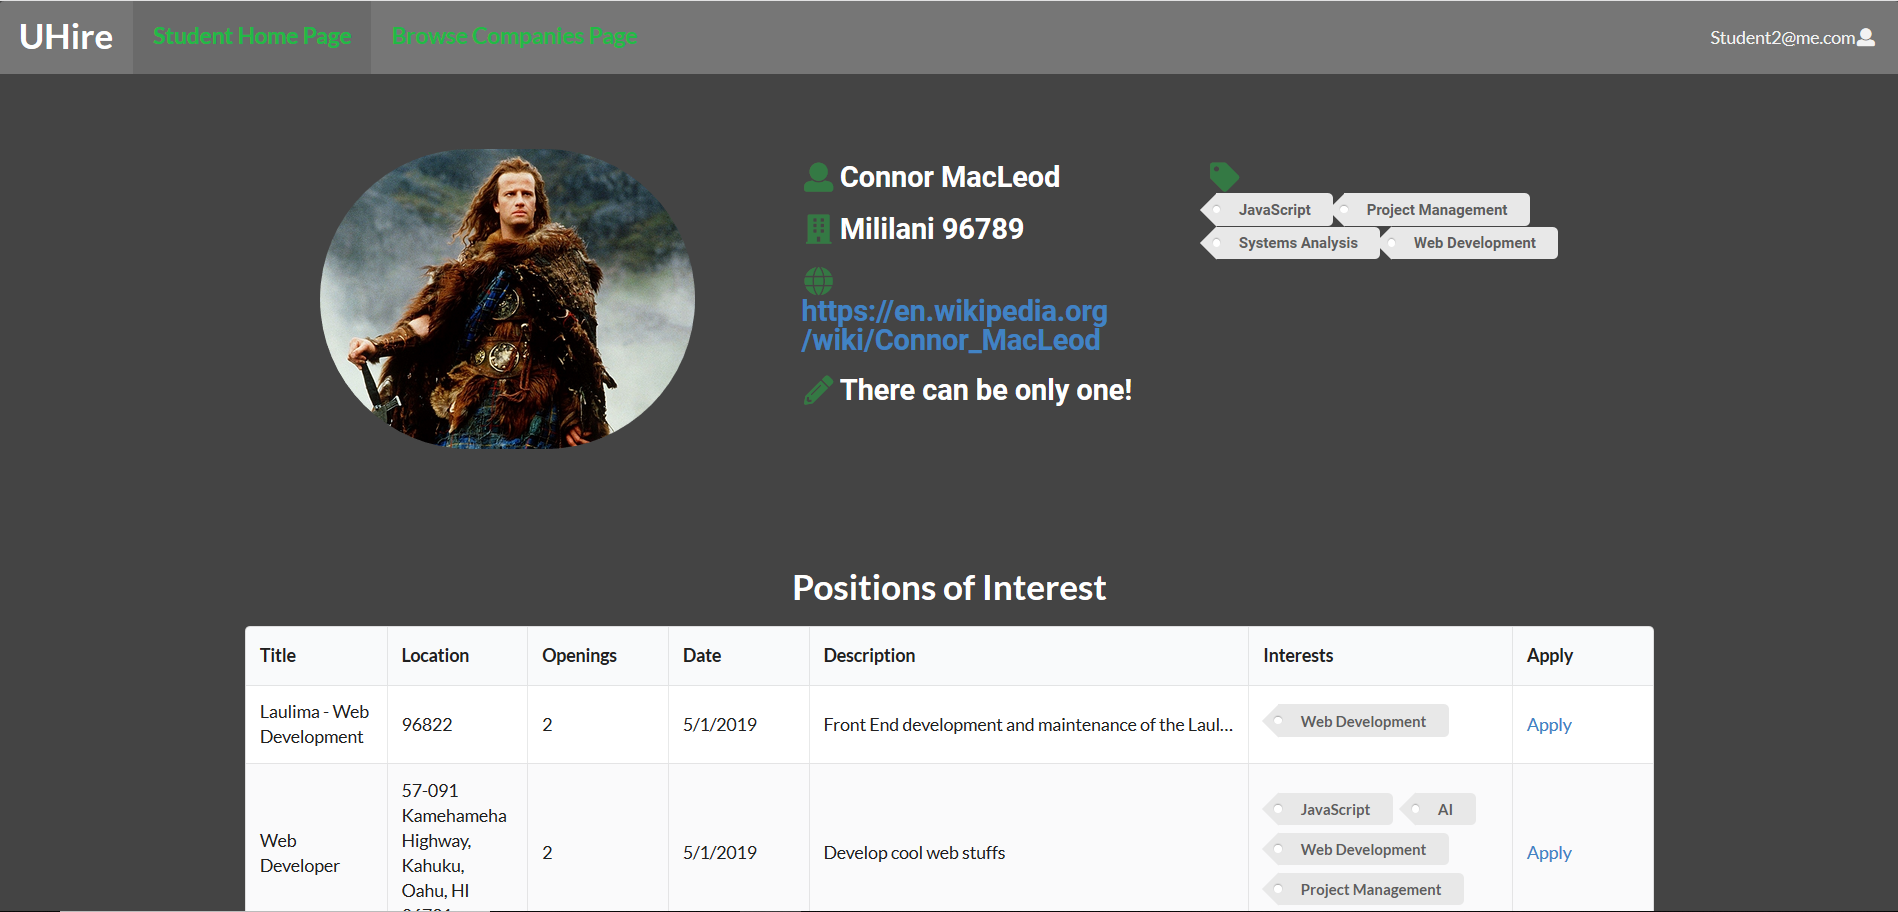 UHire
Student Home Page
Browse Companies Page
Student2@me.com
Connor MacLeod
Mililani 96789
https://en.wikipedia.org
/wiki/Connor_MacLeod
There can be only one!
JavaScript
Project Management
Systems Analysis
Web Development
Positions of Interest
Title
Location
Openings
Date
Description
Interests
Apply
Laulima - Web
Development
96822
2
5/1/2019
Front End development and maintenance of the Laul...
Web Development
Apply
Web
Developer
57-091
Kamehameha
Highway,
Kahuku,
Oahu, HI
2
5/1/2019
Develop cool web stuffs
JavaScript
AI
Web Development
Project Management
Apply